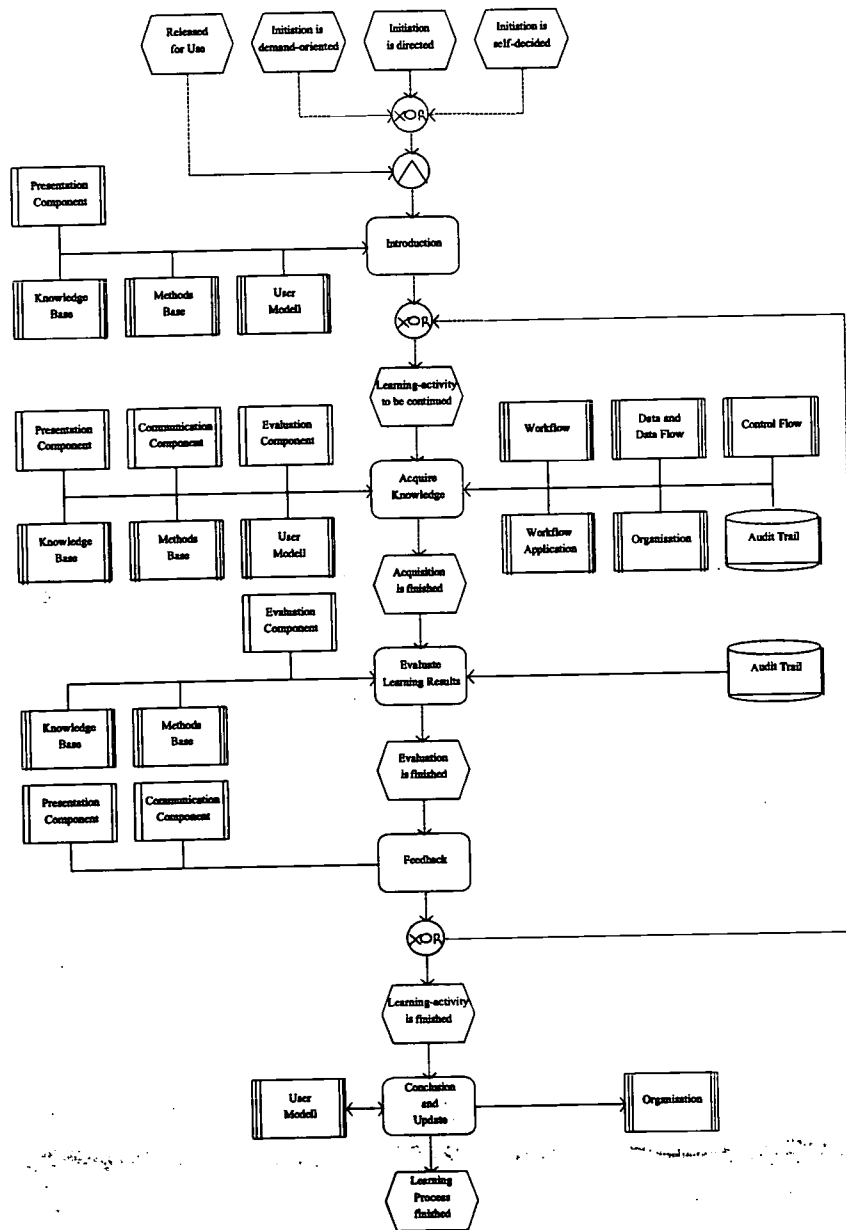 Released
for Use
Initiation is
demand-oriented
Initiation
is directed
Initiation is
self-decided
XOR
Presentation
Component
Introduction
Knowledge
Base
Methods
Base
User
Modell
XOR
Learning-activity
to be continued
Presentation
Component
Communication
Component
Evaluation
Component
Workflow
Data and
Data Flow
Control Flow
Acquire
Knowledge
Knowledge
Base
Methods
Base
User
Modell
Workflow
Application
Organisation
Audit Trail
Acquisition
is finished
Evaluation
Component
Evaluate
Learning Results
Audit Trail
Knowledge
Base
Methods
Base
Evaluation
is finished
Presentation
Component
Communication
Component
Feedback
XOR
Learning-activity
is finished
User
Modell
Conclusion
and
Update
Organisation
Learning
Process
finished